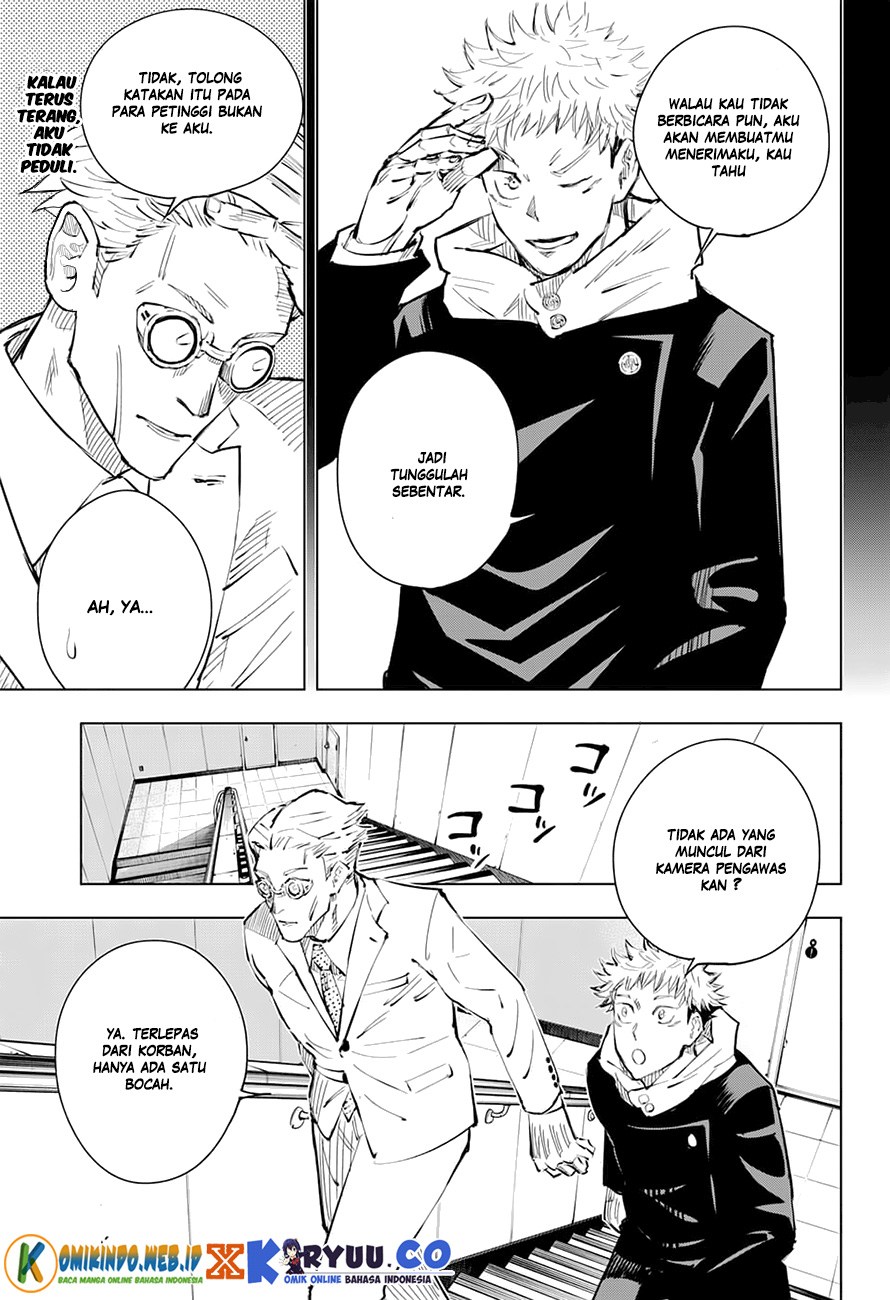 WALAU KAU TIDAK
BERBICARA PUN, AKU
AKAN MEMBUATMU
MENERIMAKU, KAU
TAHU
JADI
TUNGGULAH
SEBENTAR.
TIDAK, TOLONG
KATAKAN ITU PADA
PARA PETINGGI BUKAN
KE AKU.
KALAU
TERUS
TERANG,
AKU
TIDAK
PEDULI.
AH, YA...
コッ
コッ
コッ
TIDAK ADA YANG
MUNCUL DARI
KAMERA PENGAWAS
KAN ?
YA. TERLEPAS
DARI KORBAN,
HANYA ADA SATU
BOCAH.
KOMIKINDO.WEB.ID X KIRYUU.CO
BACA MANGA ONLINE BAHASA INDONESIA
OMIK ONLINE BAHASA INDONESIA